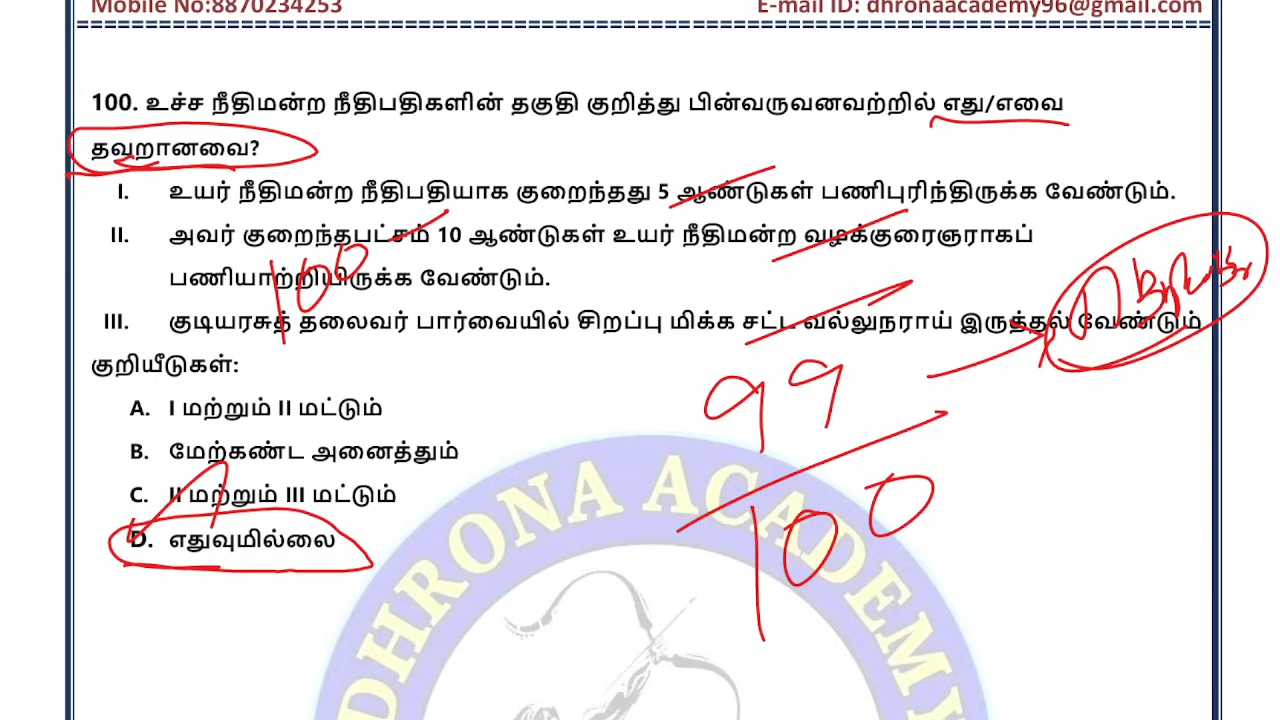 Mobile No:8870234253 E-mail ID: dhronaacademy96@gmail.com
100. உச்ச நீதிமன்ற நீதிபதிகளின் தகுதி குறித்து பின்வருவனவற்றில் எது/எவை
தவறானவை?
I. உயர் நீதிமன்ற நீதிபதியாக குறைந்தது 5 ஆண்டுகள் பணிபுரிந்திருக்க வேண்டும்.
II. அவர் குறைந்தபட்சம் 10 ஆண்டுகள் உயர் நீதிமன்ற வழக்குரைஞராகப்
பணியாற்றியிருக்க வேண்டும்.
100
III. குடியரசுத் தலைவர் பார்வையில் சிறப்பு மிக்க சட்ட வல்லுநராய் இருத்தல் வேண்டும்
குறியீடுகள்:
99
A. I மற்றும் II மட்டும்
B. மேற்கண்ட அனைத்தும்
C. II மற்றும் III மட்டும்
100
D. எதுவுமில்லை
DHRONA ACADEMY